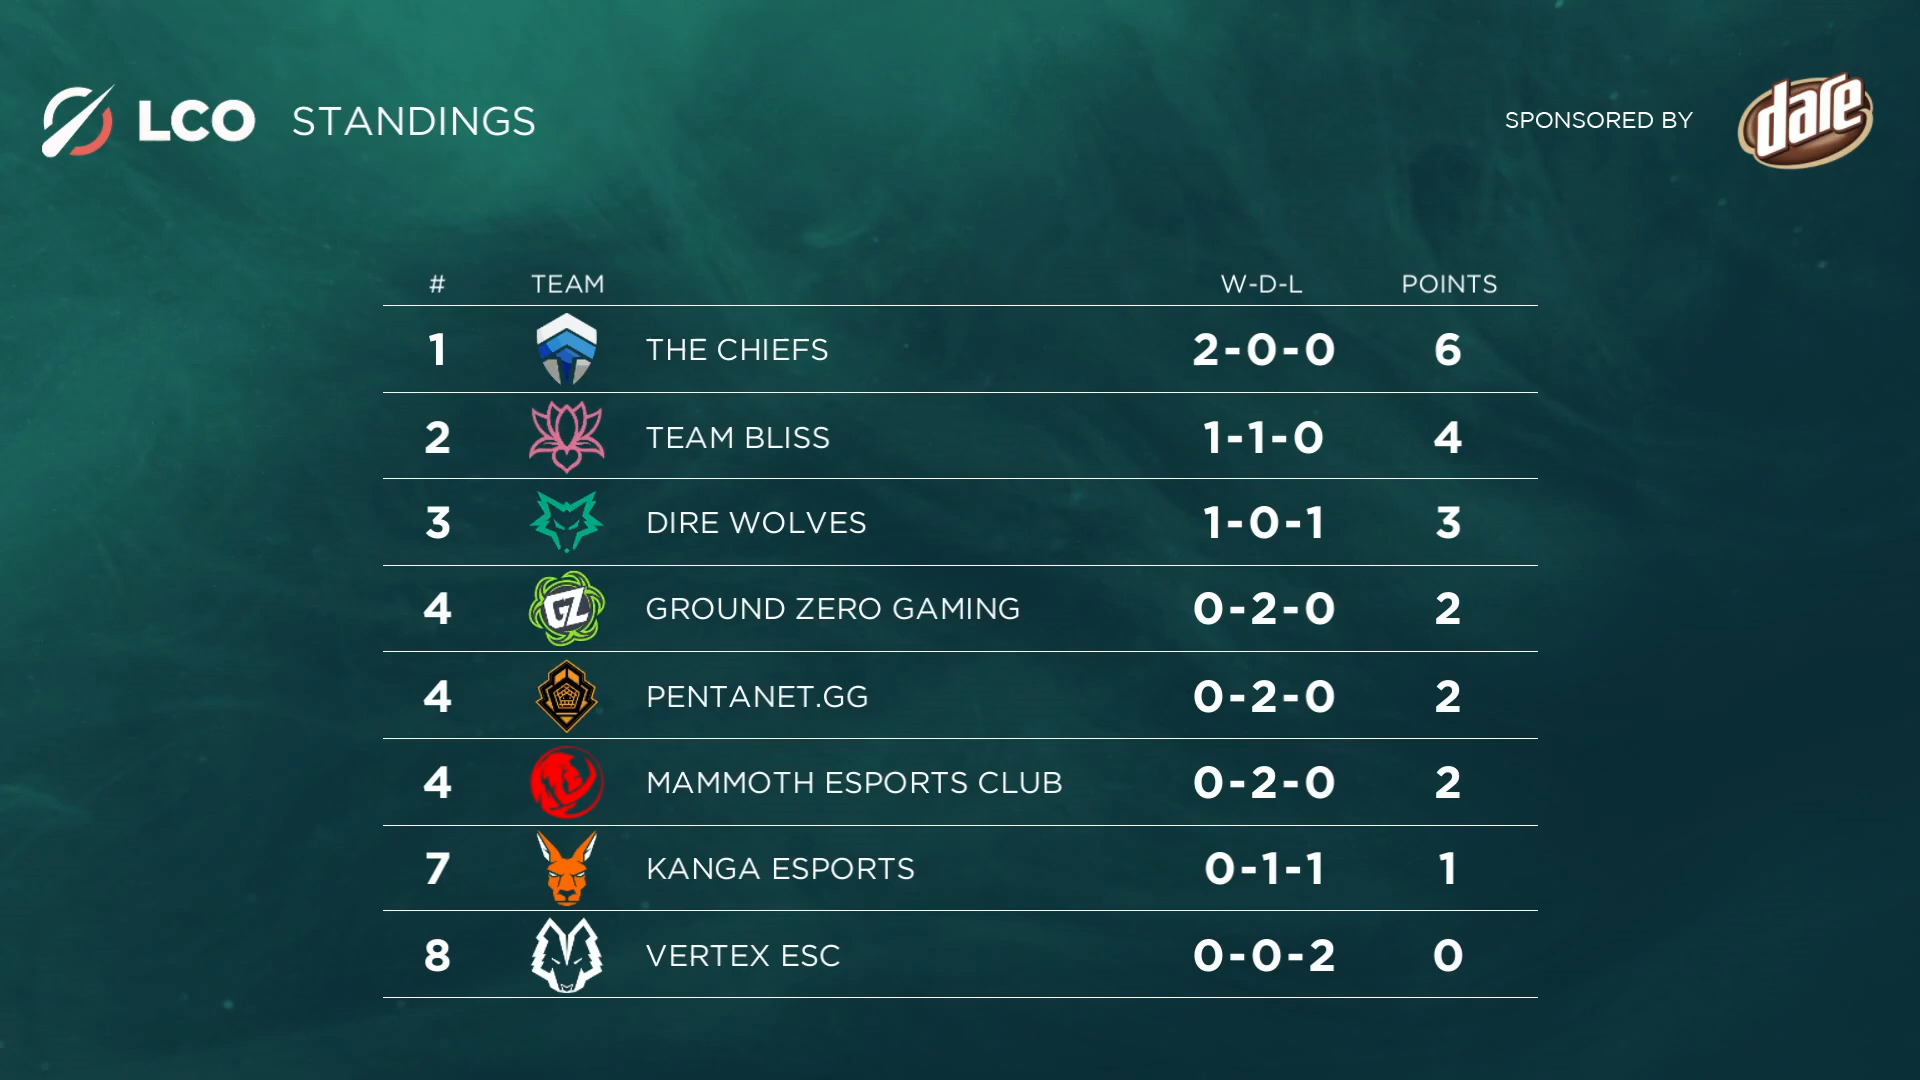 LCO STANDINGS
SPONSORED BY dare
# TEAM W-D-L POINTS
1 THE CHIEFS 2-0-0 6
2 TEAM BLISS 1-1-0 4
3 DIRE WOLVES 1-0-1 3
4 GZ GROUND ZERO GAMING 0-2-0 2
4 PENTANET.GG 0-2-0 2
4 MAMMOTH ESPORTS CLUB 0-2-0 2
7 KANGA ESPORTS 0-1-1 1
8 VERTEX ESC 0-0-2 0